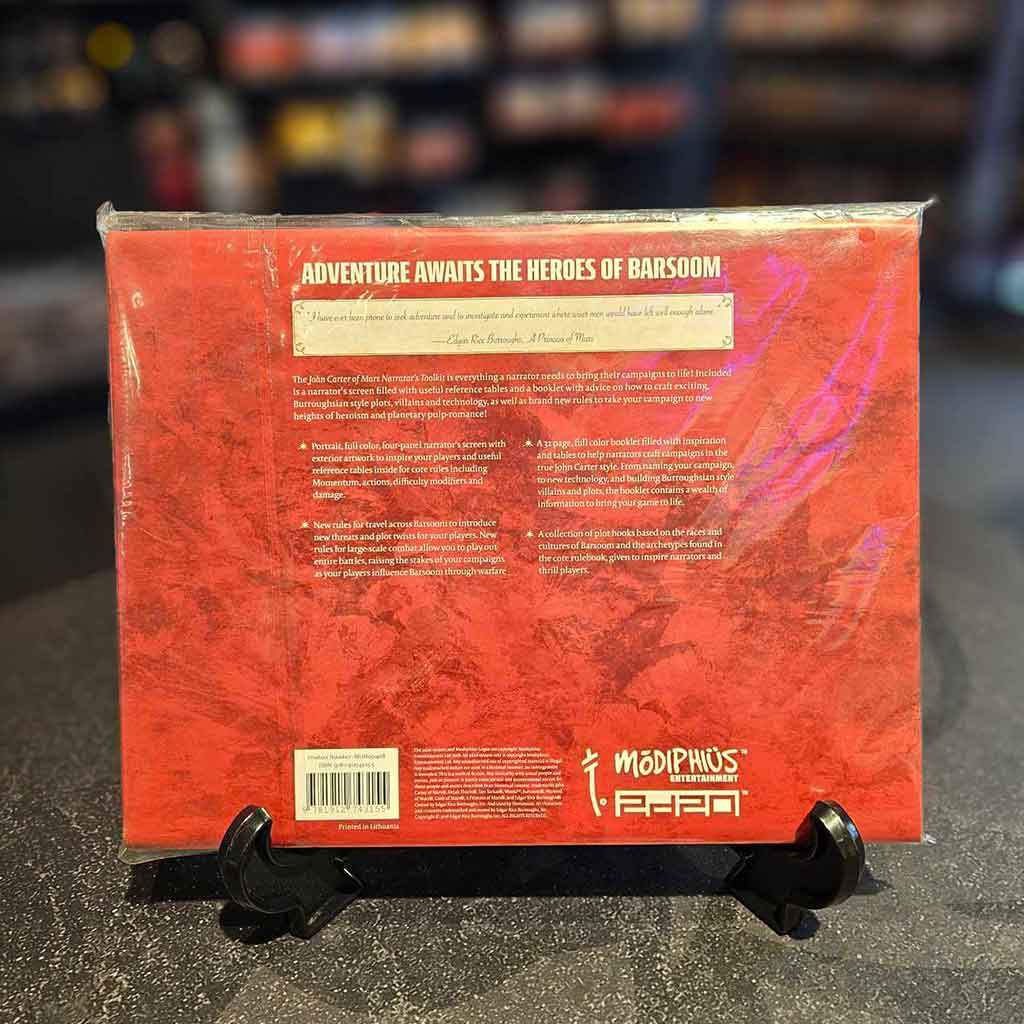 ADVENTURE AWAITS THE HEROES OF BARSOOM
"I have ever been prone to seek adventure and to investigate and experiment where wiser men would have left well enough alone."
—Edgar Rice Burroughs, A Princess of Mars
The John Carter of Mars Narrator's Toolkit is everything a narrator needs to bring their campaigns to life! Included
is a narrator's screen filled with useful reference tables and a booklet with advice on how to craft exciting,
Burroughsian style plots, villains and technology, as well as brand new rules to take your campaign to new
heights of heroism and planetary pulp-romance!
Portrait, full color, four-panel narrator's screen with
exterior artwork to inspire your players and useful
reference tables inside for core rules including
Momentum, actions, difficulty modifiers and
damage.
New rules for travel across Barsoom to introduce
new threats and plot twists for your players. New
rules for large-scale combat allow you to play out
entire battles, raising the stakes of your campaigns
as your players influence Barsoom through warfare
A 32 page, full color booklet filled with inspiration
and tables to help narrators craft campaigns in the
true John Carter style. From naming your campaign,
to new technology, and building Burroughsian style
villains and plots, the booklet contains a wealth of
information to bring your game to life.
A collection of plot hooks based on the races and
cultures of Barsoom and the archetypes found in
the core rulebook, given to inspire narrators and
thrill players.
Product Number:
ISBN: 9781912743155
9 781912 743155
Printed in Lithuania
MŌDIPHIÜS™
ENTERTAINMENT
2d20™